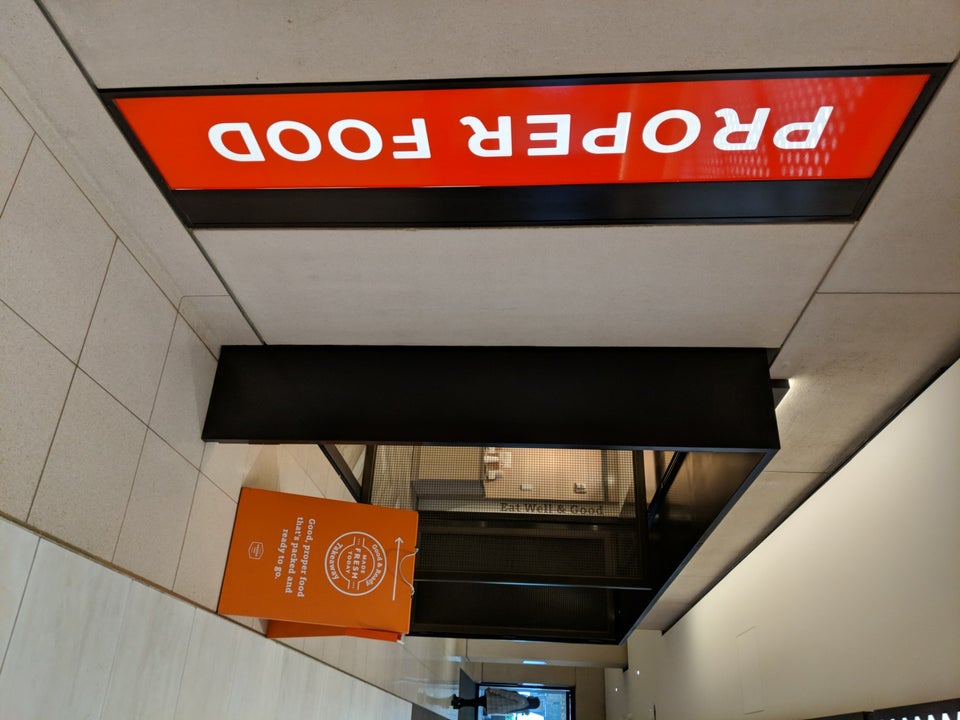 PROPER FOOD
Eat Well & Good
Good & Ready
MADE
FRESH
TODAY
Takeaway
Good, proper food
that's packed and
ready to go.